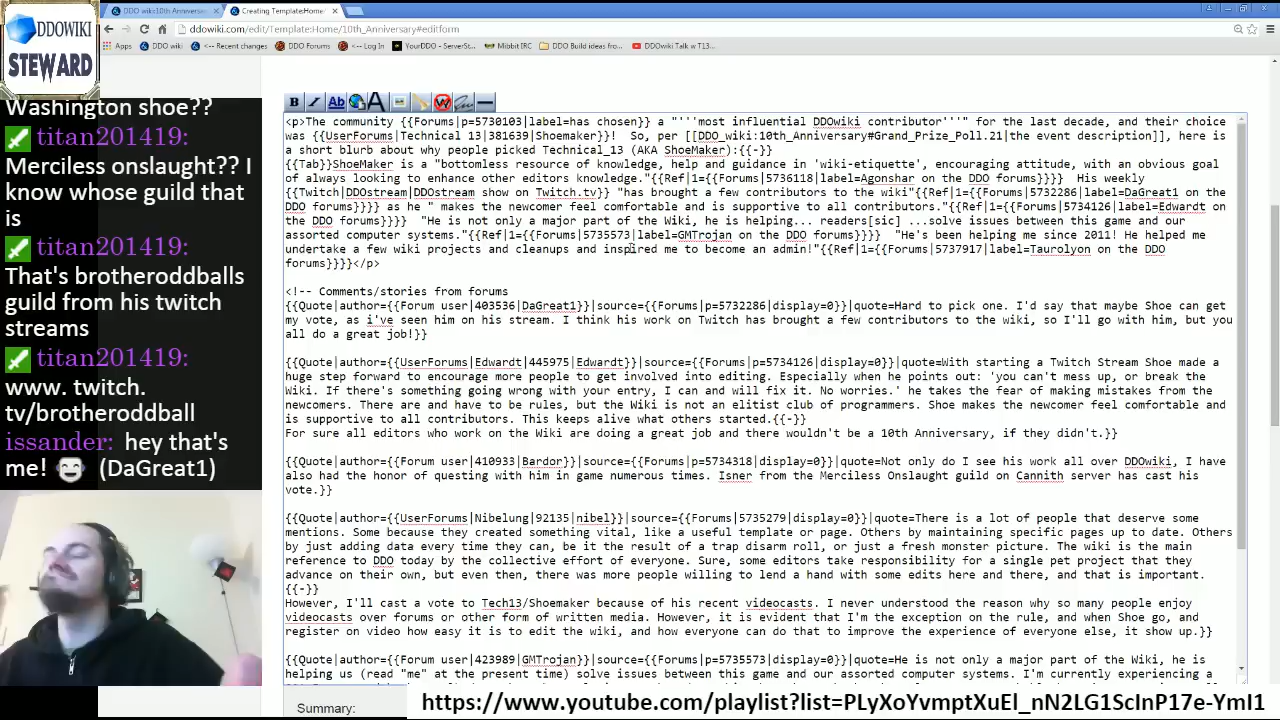 DDOWIKI
STEWARD
DDO wiki:10th Anniversary
Creating Template:Home/
ddowiki.com/edit/Template:Home/10th_Anniversary#editform
Apps
DDO wiki
<-- Recent changes
DDO Forums
<-- Log In
YourDDO - ServerSt...
Mibbit IRC
DDO Build ideas fro...
DDOwiki Talk w T13...
Washington shoe??
titan201419:
Merciless onslaught?? I
know whose guild that
is
titan201419:
That's brotheroddballs
guild from his twitch
streams
titan201419:
www. twitch.
tv/brotheroddball
issander: hey that's
me! (DaGreat1)
<p>The community {{Forums|p=5730103|label=has chosen}} a "'''most influential DDOwiki contributor'''" for the last decade, and their choice
was {{UserForums|Technical 13|381639|Shoemaker}}!  So, per [[DDO_wiki:10th_Anniversary#Grand_Prize_Poll.21|the event description]], here is
a short blurb about why people picked Technical_13 (AKA ShoeMaker):{{-}}
{{Tab}}ShoeMaker is a "bottomless resource of knowledge, help and guidance in 'wiki-etiquette', encouraging attitude, with an obvious goal
of always looking to enhance other editors knowledge."{{Ref|1={{Forums|5736118|label=Agonshar on the DDO forums}}}}  His weekly
{{Twitch|DDOstream|DDOstream show on Twitch.tv}} "has brought a few contributors to the wiki"{{Ref|1={{Forums|5732286|label=DaGreat1 on the
DDO forums}}}} as he " makes the newcomer feel comfortable and is supportive to all contributors."{{Ref|1={{Forums|5734126|label=Edwardt on
the DDO forums}}}}  "He is not only a major part of the Wiki, he is helping... readers[sic] ...solve issues between this game and our
assorted computer systems."{{Ref|1={{Forums|5735573|label=GMTrojan on the DDO forums}}}}  "He's been helping me since 2011! He helped me
undertake a few wiki projects and cleanups and inspired me to become an admin!"{{Ref|1={{Forums|5737917|label=Taurolyon on the DDO
forums}}}}</p>
<!-- Comments/stories from forums
{{Quote|author={{Forum user|403536|DaGreat1}}|source={{Forums|p=5732286|display=0}}|quote=Hard to pick one. I'd say that maybe Shoe can get
my vote, as i've seen him on his stream. I think his work on Twitch has brought a few contributors to the wiki, so I'll go with him, but you
all do a great job!}}
{{Quote|author={{UserForums|Edwardt|445975|Edwardt}}|source={{Forums|p=5734126|display=0}}|quote=With starting a Twitch Stream Shoe made a
huge step forward to encourage more people to get involved into editing. Especially when he points out: 'you can't mess up, or break the
Wiki. If there's something going wrong with your entry, I can and will fix it. No worries.' he takes the fear of making mistakes from the
newcomers. There are and have to be rules, but the Wiki is not an elitist club of programmers. Shoe makes the newcomer feel comfortable and
is supportive to all contributors. This keeps alive what others started.{{-}}
For sure all editors who work on the Wiki are doing a great job and there wouldn't be a 10th Anniversary, if they didn't.}}
{{Quote|author={{Forum user|410933|Bardor}}|source={{Forums|p=5734318|display=0}}|quote=Not only do I see his work all over DDOwiki, I have
also had the honor of questing with him in game numerous times. Isner from the Merciless Onslaught guild on Cannith server has cast his
vote.}}
{{Quote|author={{UserForums|Nibelung|92135|nibel}}|source={{Forums|p=5735279|display=0}}|quote=There is a lot of people that deserve some
mentions. Some because they created something vital, like a useful template or page. Others by maintaining specific pages up to date. Others
by just adding data every time they can, be it the result of a trap disarm roll, or just a fresh monster picture. The wiki is the main
reference to DDO today by the collective effort of everyone. Sure, some editors take responsibility for a single pet project that they
advance on their own, but even then, there was more people willing to lend a hand with some edits here and there, and that is important.
{{-}}
However, I'll cast a vote to Tech13/Shoemaker because of his recent videocasts. I never understood the reason why so many people enjoy
videocasts over forums or other form of written media. However, it is evident that I'm the exception on the rule, and when Shoe go, and
register on video how easy it is to edit the wiki, and how everyone can do that to improve the experience of everyone else, it show up.}}
{{Quote|author={{Forum user|423989|GMTrojan}}|source={{Forums|p=5735573|display=0}}|quote=He is not only a major part of the Wiki, he is
helping us (read "me" at the present time) solve issues between this game and our assorted computer systems. I'm currently experiencing a
Summary:
https://www.youtube.com/playlist?list=PLyXoYvmptXuEl_nN2LG1ScInP17e-YmI1